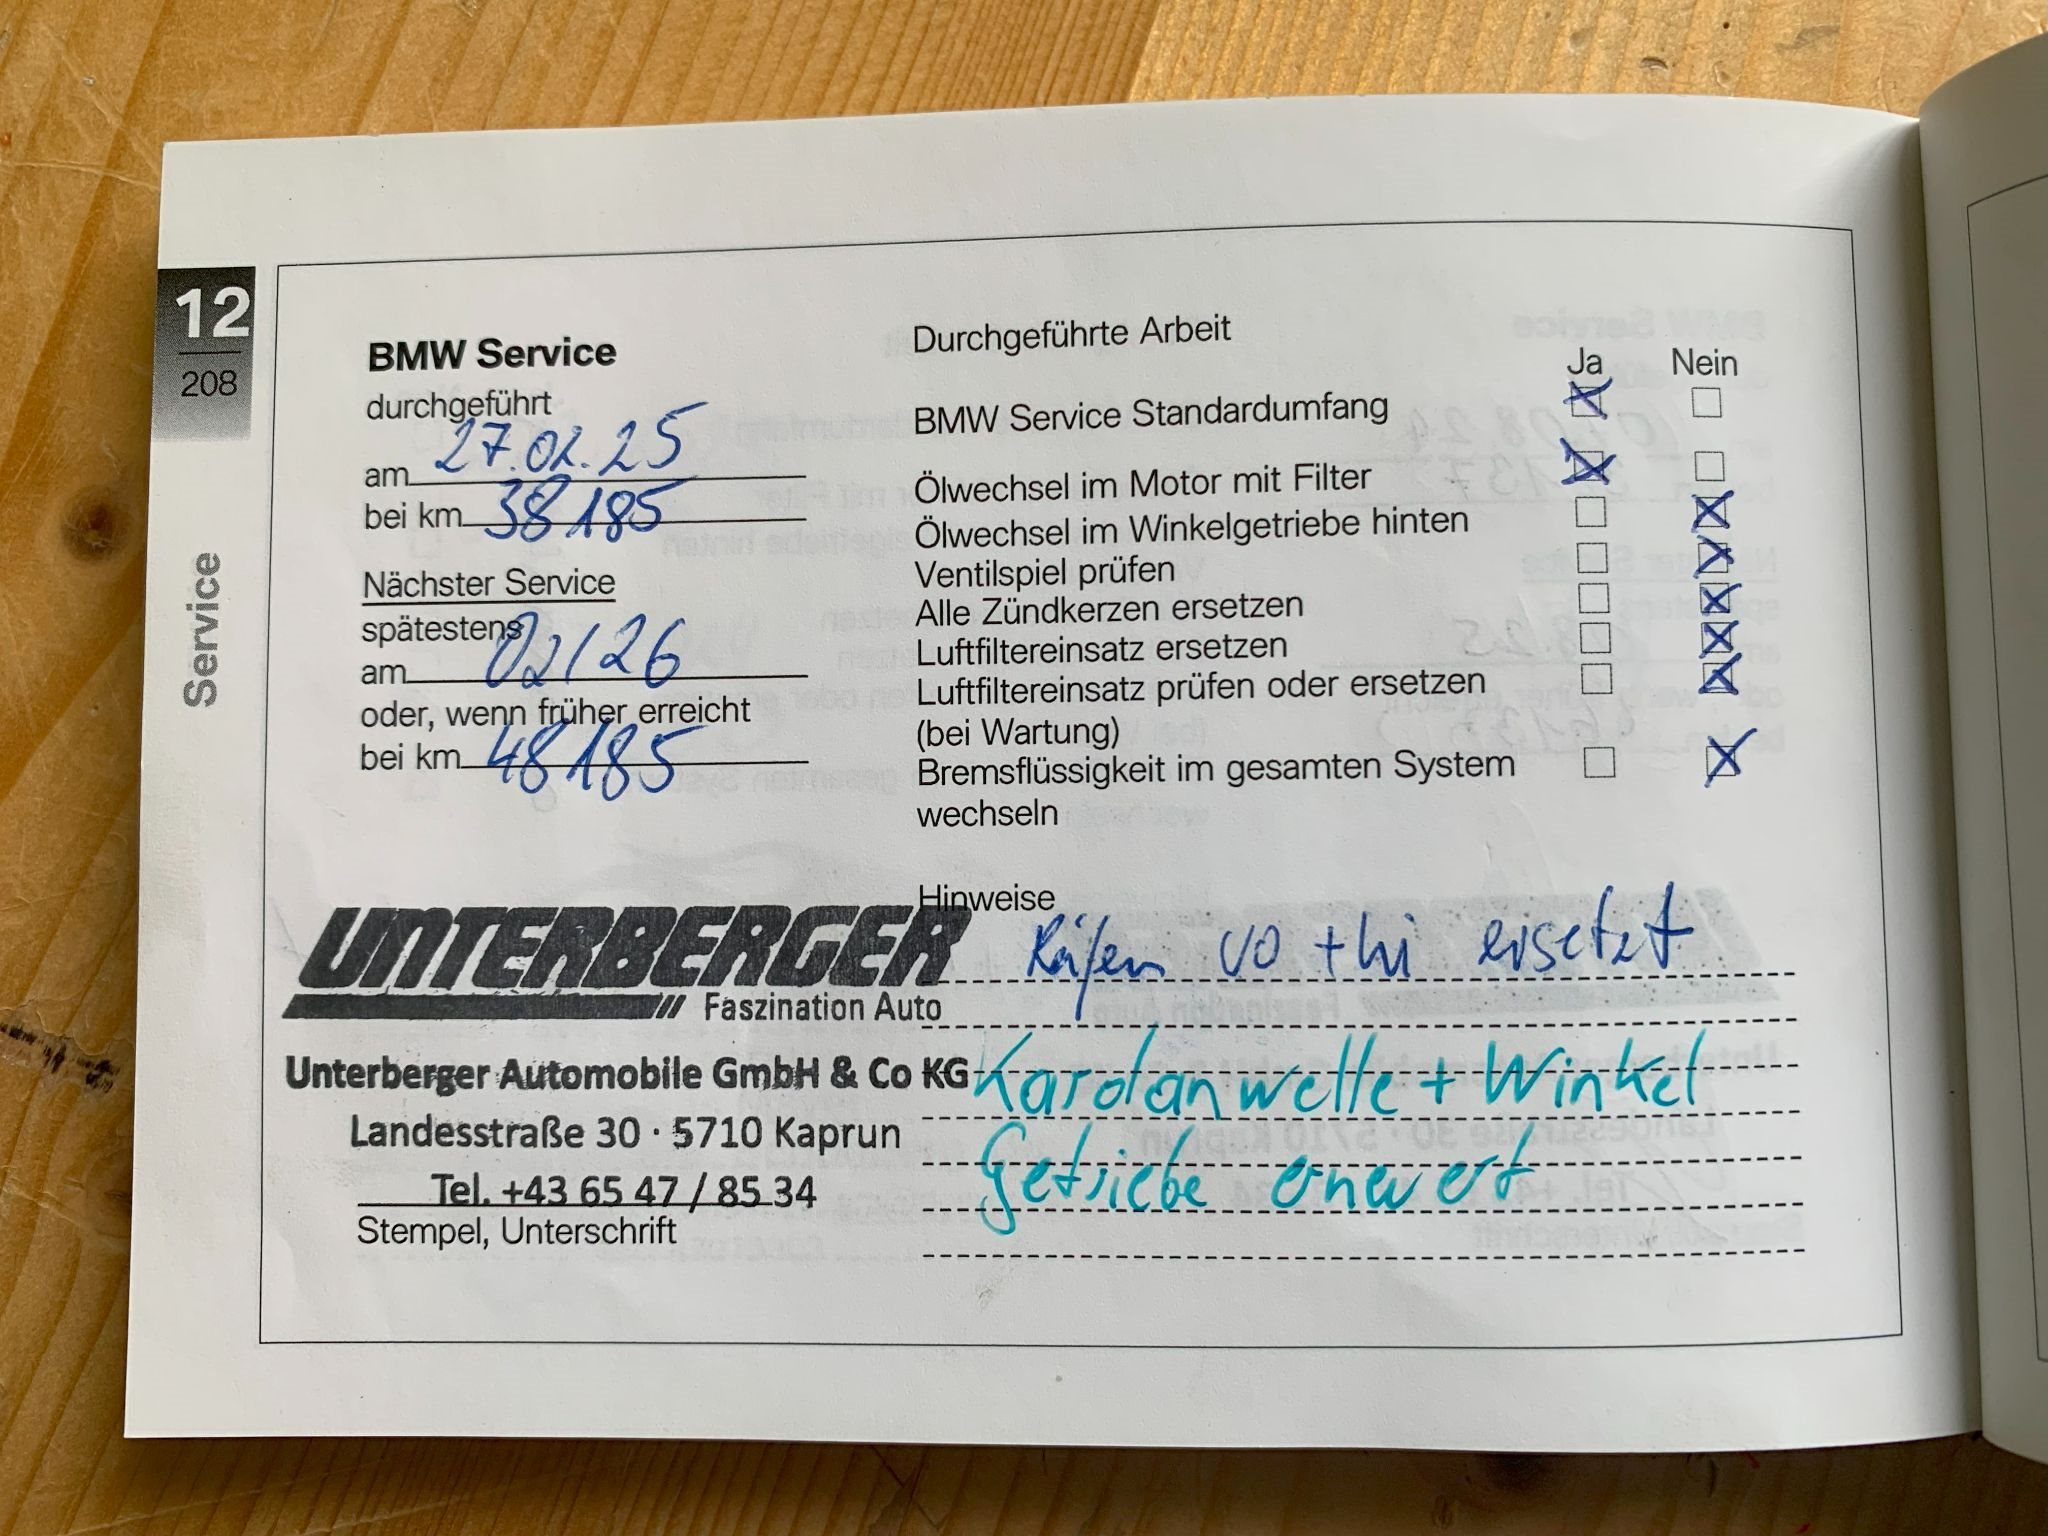 12
208
Service
BMW Service
durchgeführt
am 27.02.25
bei km 38185
Nächster Service
spätestens
am 02/26
oder, wenn früher erreicht
bei km 48185
UNTERBERGER
Faszination Auto
Unterberger Automobile GmbH & Co KG
Landesstraße 30 · 5710 Kaprun
Tel. +43 65 47 / 85 34
Stempel, Unterschrift
Durchgeführte Arbeit
Ja Nein
BMW Service Standardumfang
Ölwechsel im Motor mit Filter
Ölwechsel im Winkelgetriebe hinten
Ventilspiel prüfen
Alle Zündkerzen ersetzen
Luftfiltereinsatz ersetzen
Luftfiltereinsatz prüfen oder ersetzen
(bei Wartung)
Bremsflüssigkeit im gesamten System
wechseln
Hinweise
Reifen vo + hi ersetzt
Kardanwelle + Winkel
Getriebe erneuert